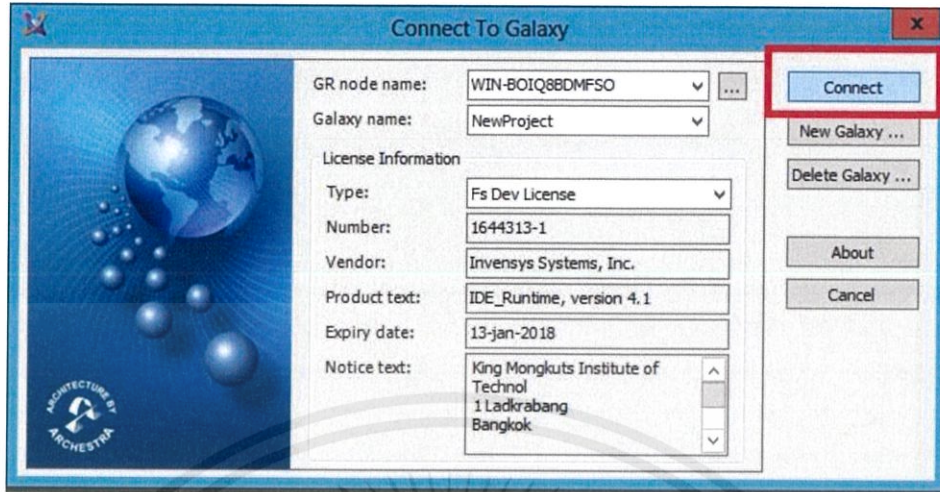 Connect To Galaxy
x
GR node name:
WIN-BOIQ8BDMFSO
...
Connect
Galaxy name:
NewProject
New Galaxy ...
License Information
Delete Galaxy ...
Type:
Fs Dev License
Number:
1644313-1
Vendor:
Invensys Systems, Inc.
About
Product text:
IDE_Runtime, version 4.1
Cancel
Expiry date:
13-jan-2018
Notice text:
King Mongkuts Institute of
Technol
1 Ladkrabang
Bangkok
ARCHITECTURE BY
ARCHESTRA